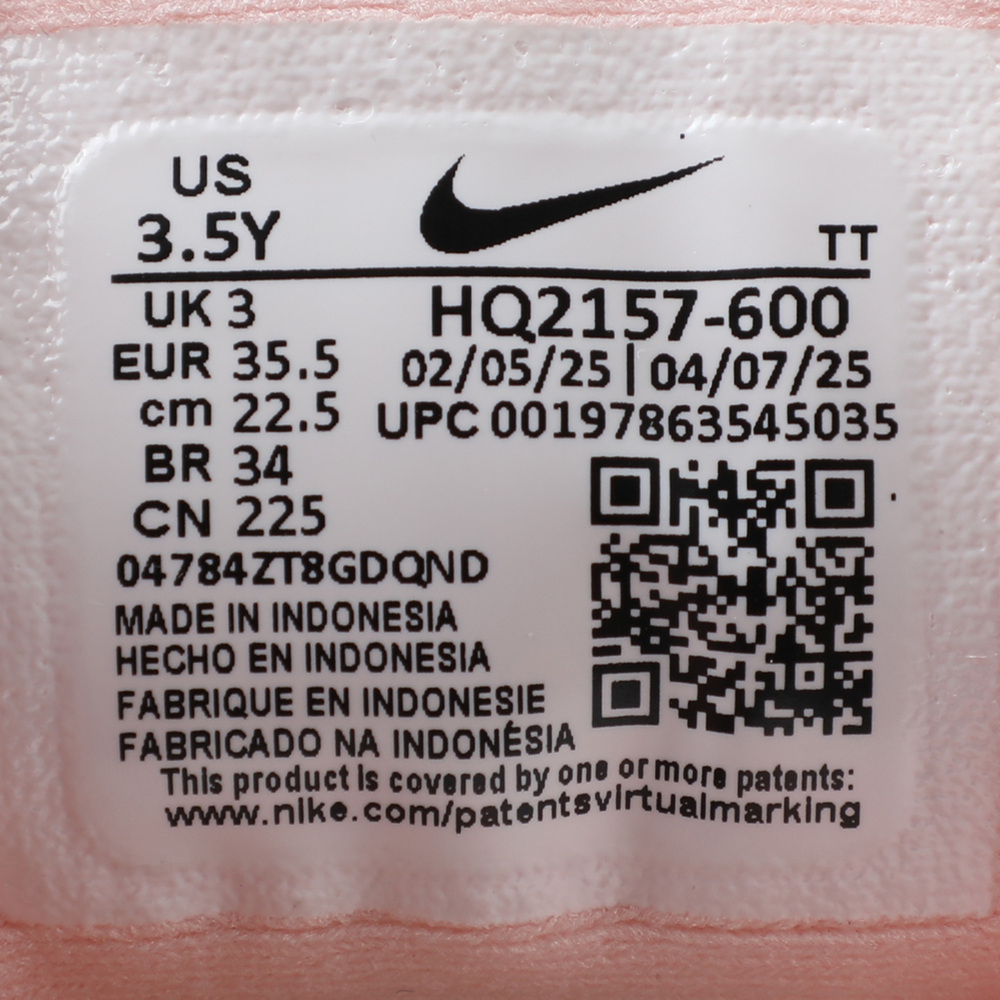 US
3.5Y
TT
UK 3
EUR 35.5
cm 22.5
BR 34
CN 225
HQ2157-600
02/05/25 | 04/07/25
UPC 00197863545035
04784ZT8GDQND
MADE IN INDONESIA
HECHO EN INDONESIA
FABRIQUE EN INDONESIE
FABRICADO NA INDONÉSIA
This product is covered by one or more patents:
www.nike.com/patentsvirtualmarking